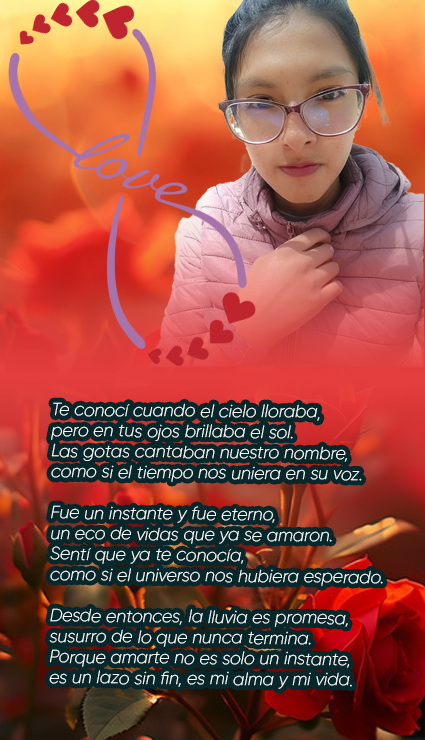 love
Te conocí cuando el cielo lloraba,
pero en tus ojos brillaba el sol.
Las gotas cantaban nuestro nombre,
como si el tiempo nos uniera en su voz.
Fue un instante y fue eterno,
un eco de vidas que ya se amaron.
Sentí que ya te conocía,
como si el universo nos hubiera esperado.
Desde entonces, la lluvia es promesa,
susurro de lo que nunca termina.
Porque amarte no es solo un instante,
es un lazo sin fin, es mi alma y mi vida.